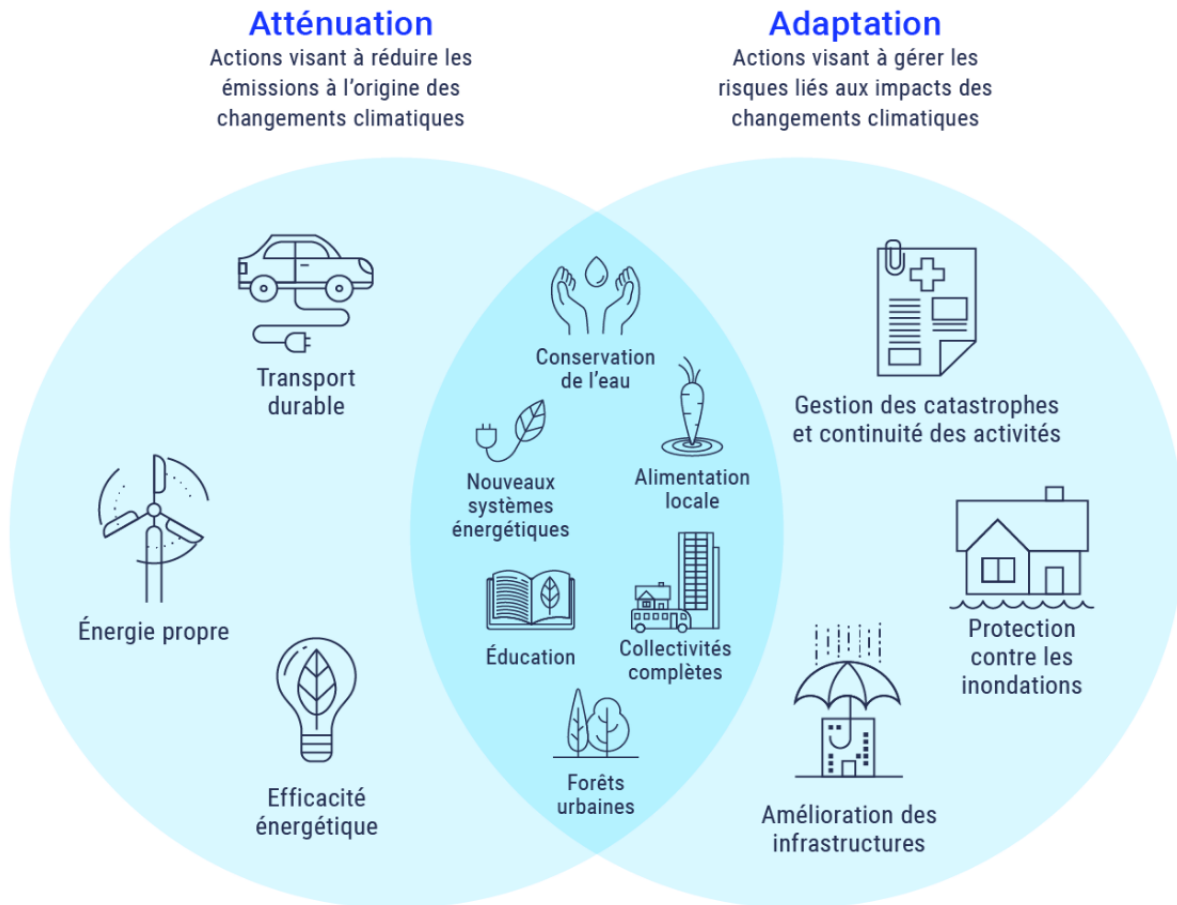 Atténuation
Actions visant à réduire les
émissions à l'origine des
changements climatiques
Adaptation
Actions visant à gérer les
risques liés aux impacts des
changements climatiques
Transport
durable
Énergie propre
Efficacité
énergétique
Conservation
de l'eau
Nouveaux
systèmes
énergétiques
Alimentation
locale
Éducation
Collectivités
complètes
Forêts
urbaines
Gestion des catastrophes
et continuité des activités
Protection
contre les
inondations
Amélioration des
infrastructures